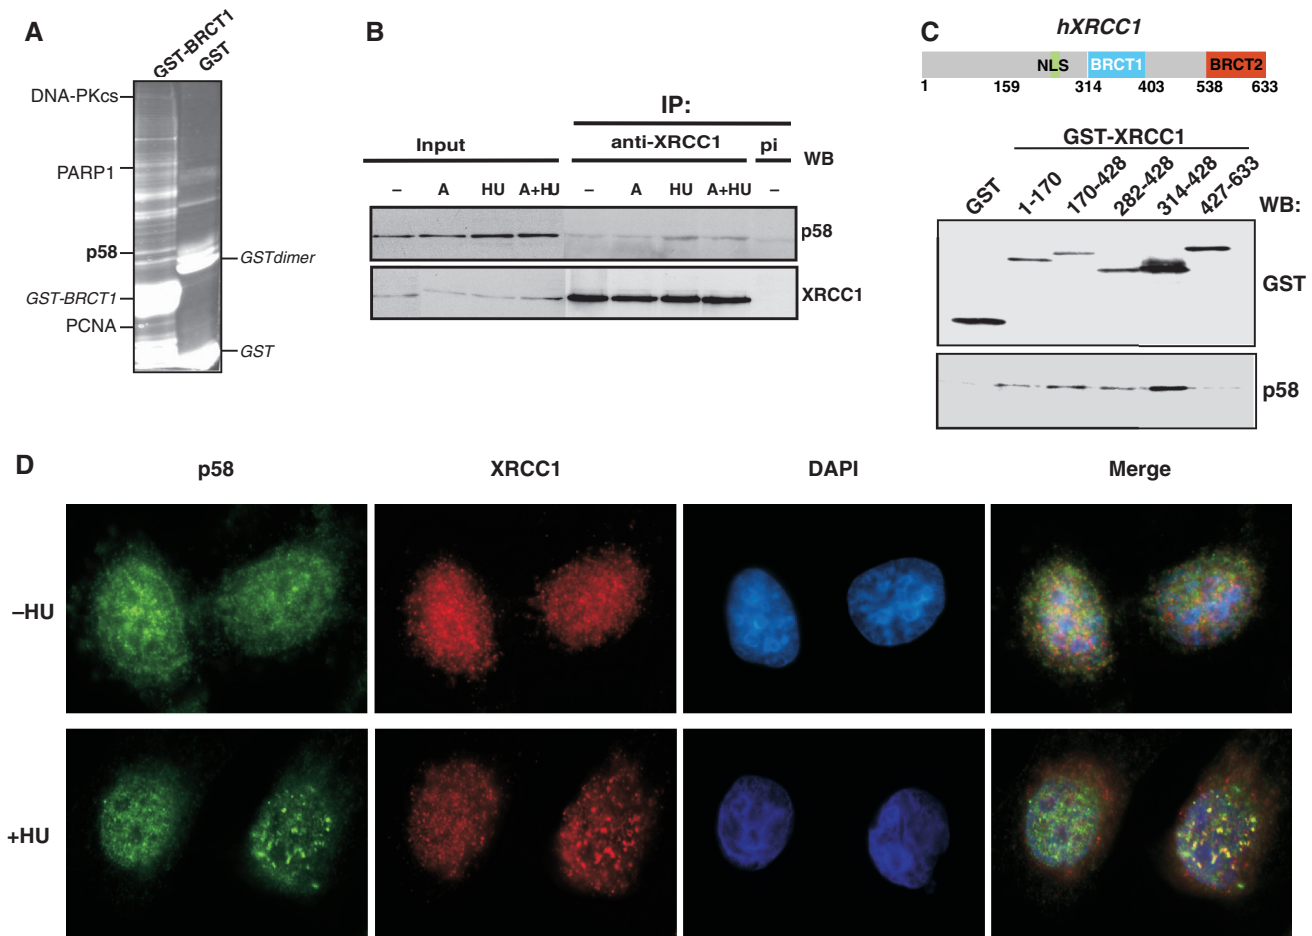 A
GST-BRCT1
GST
DNA-PKcs
PARP1
p58
GSTdimer
GST-BRCT1
PCNA
GST
B
IP:
Input
anti-XRCC1
pi
WB
– A HU A+HU – A HU A+HU –
p58
XRCC1
C
hXRCC1
NLS
BRCT1
BRCT2
1 159 314 403 538 633
GST-XRCC1
GST
1-170
170-428
282-428
314-428
427-633
WB:
GST
p58
D
p58 XRCC1 DAPI Merge
–HU
+HU